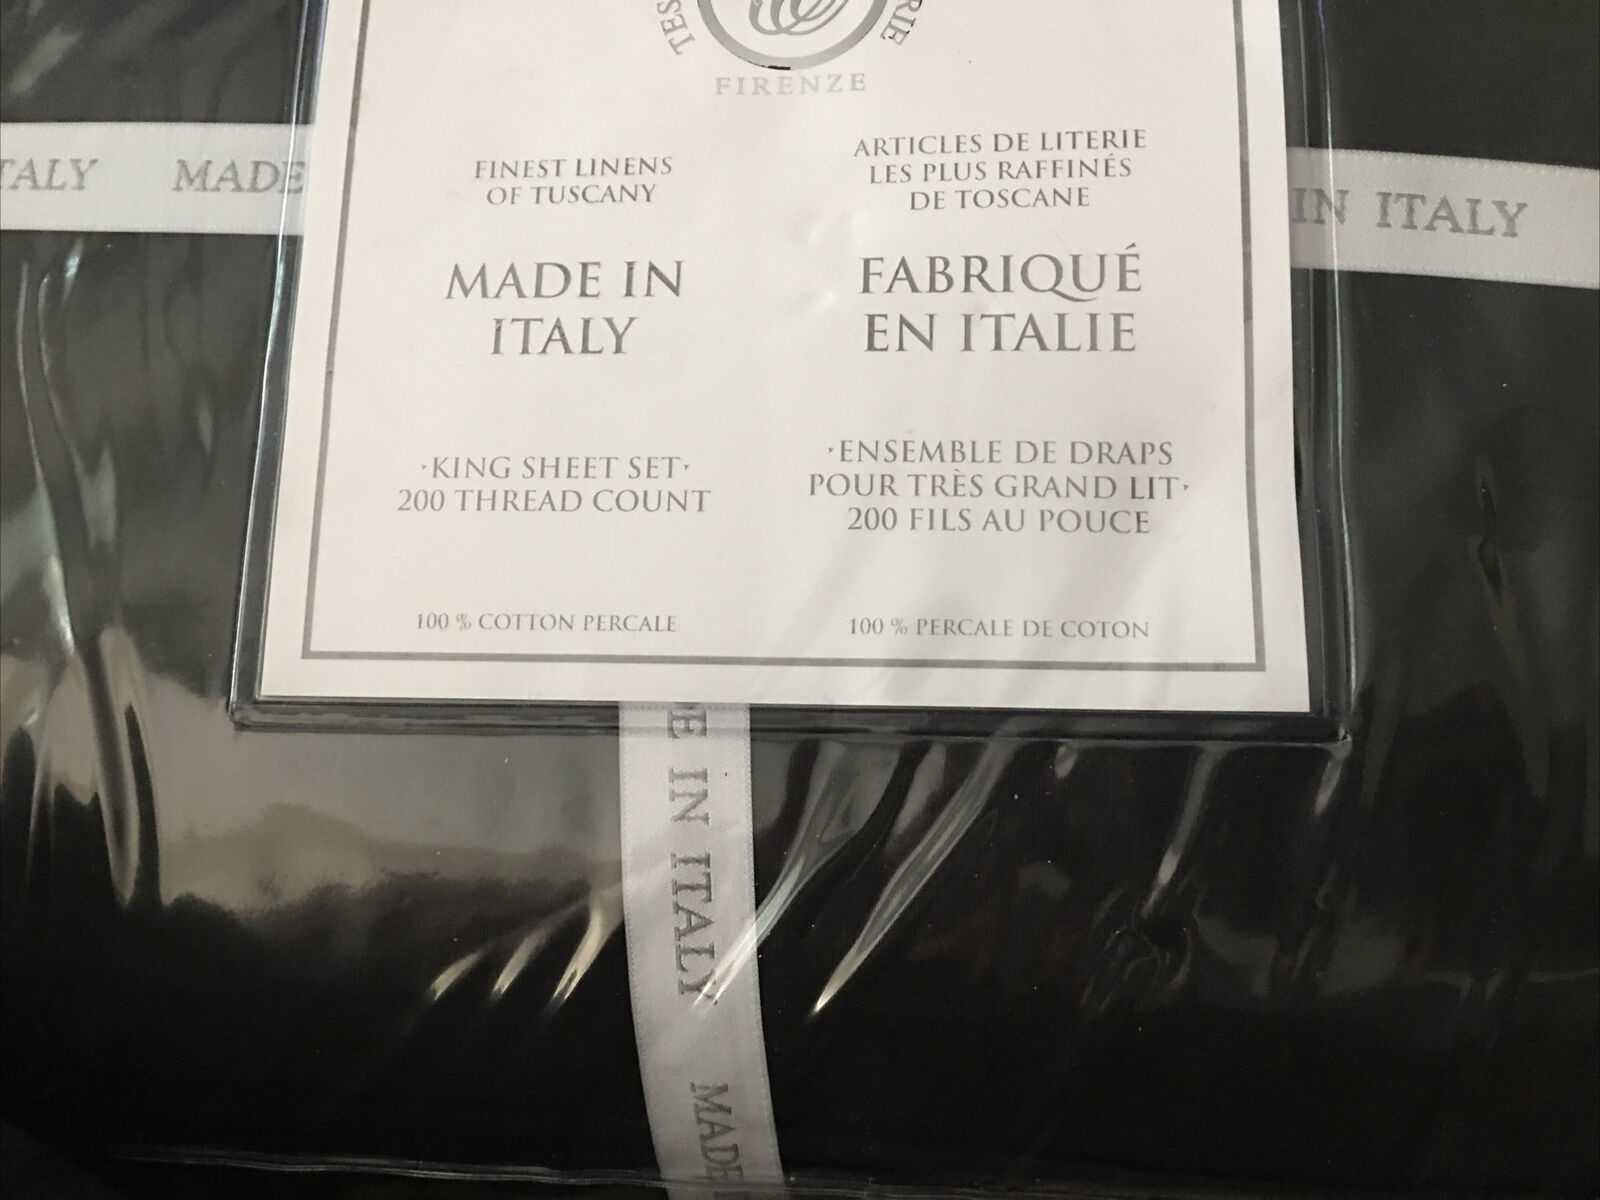 FIRENZE
FINEST LINENS
OF TUSCANY
MADE IN
ITALY
·KING SHEET SET·
200 THREAD COUNT
100 % COTTON PERCALE
ARTICLES DE LITERIE
LES PLUS RAFFINÉS
DE TOSCANE
FABRIQUÉ
EN ITALIE
·ENSEMBLE DE DRAPS
POUR TRÈS GRAND LIT·
200 FILS AU POUCE
100 % PERCALE DE COTON
TALY MADE
IN ITALY
E IN ITALY MADE